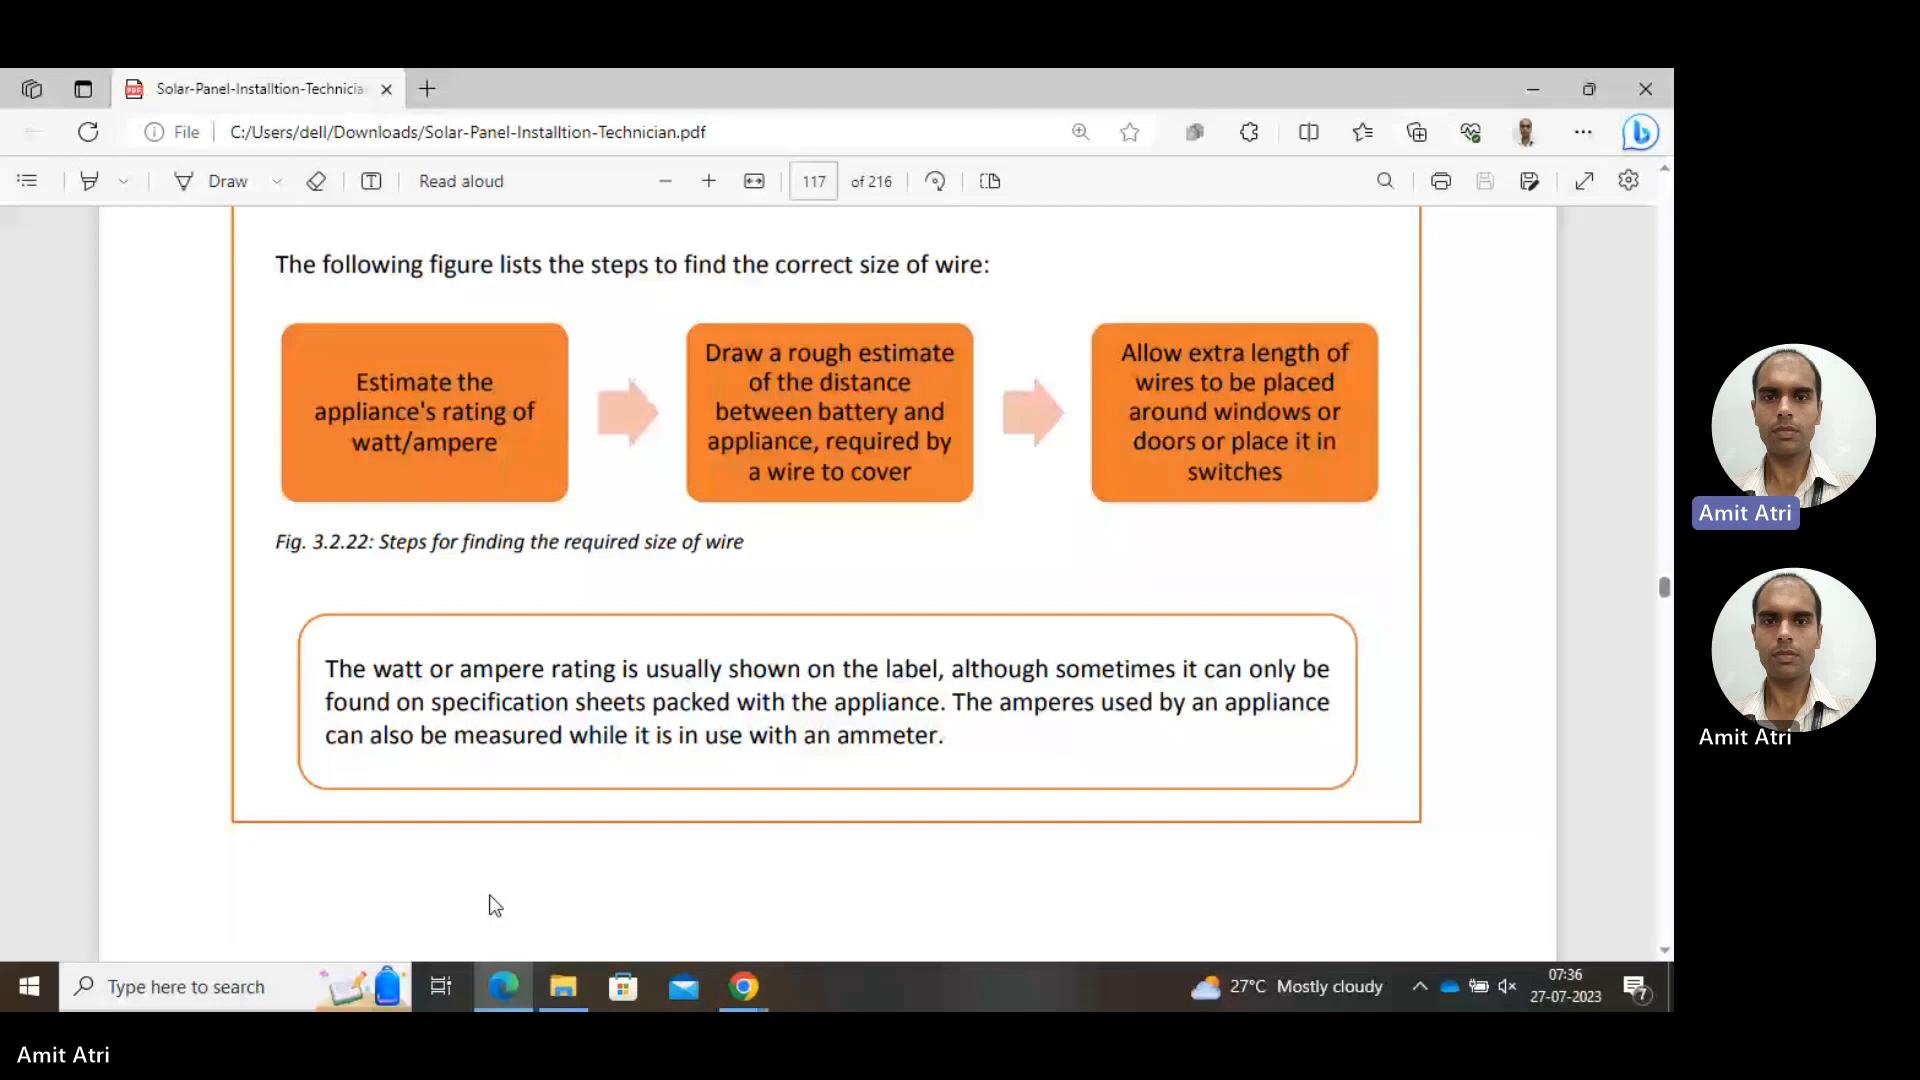 Solar-Panel-Installtion-Technicia
File
C:/Users/dell/Downloads/Solar-Panel-Installtion-Technician.pdf
Draw
Read aloud
117
of 216
The following figure lists the steps to find the correct size of wire:
Estimate the
appliance's rating of
watt/ampere
Draw a rough estimate
of the distance
between battery and
appliance, required by
a wire to cover
Allow extra length of
wires to be placed
around windows or
doors or place it in
switches
Fig. 3.2.22: Steps for finding the required size of wire
The watt or ampere rating is usually shown on the label, although sometimes it can only be
found on specification sheets packed with the appliance. The amperes used by an appliance
can also be measured while it is in use with an ammeter.
Amit Atri
Amit Atri
Type here to search
27°C Mostly cloudy
07:36
27-07-2023
7
Amit Atri